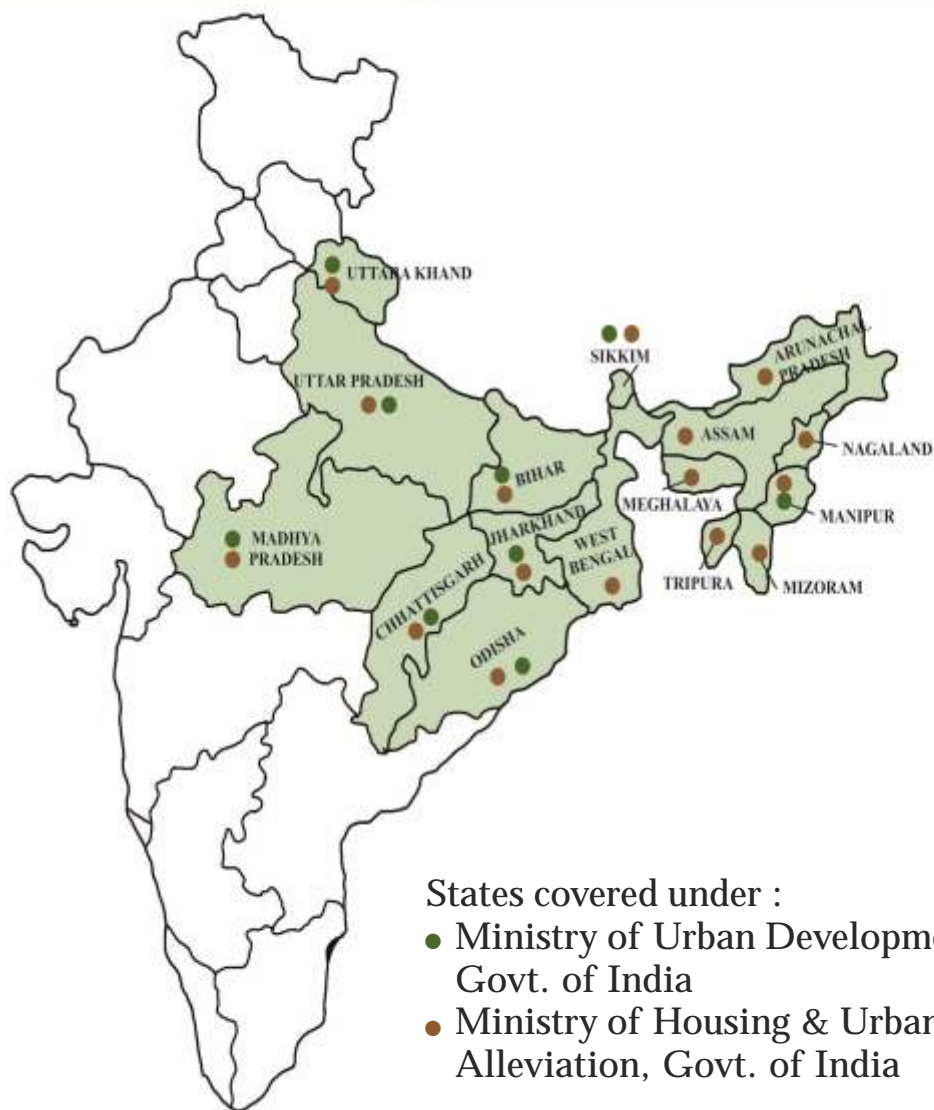 UTTARA KHAND
SIKKIM
ARUNACHAL
PRADESH
UTTAR PRADESH
ASSAM
NAGALAND
BIHAR
MEGHALAYA
MANIPUR
MADHYA
PRADESH
JHARKHAND
WEST
BENGAL
TRIPURA
MIZORAM
CHHATTISGARH
ODISHA
States covered under :
Ministry of Urban Developme
Govt. of India
Ministry of Housing & Urban
Alleviation, Govt. of India